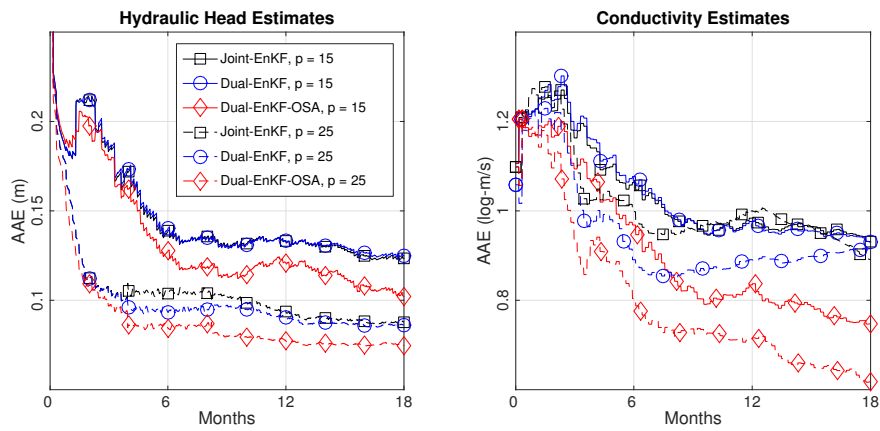 Hydraulic Head Estimates
AAE (m)
0.2
0.15
0.1
0 6 12 18
Months
Joint-EnKF, p = 15
Dual-EnKF, p = 15
Dual-EnKF-OSA, p = 15
Joint-EnKF, p = 25
Dual-EnKF, p = 25
Dual-EnKF-OSA, p = 25
Conductivity Estimates
AAE (log-m/s)
1.2
1
0.8
0 6 12 18
Months